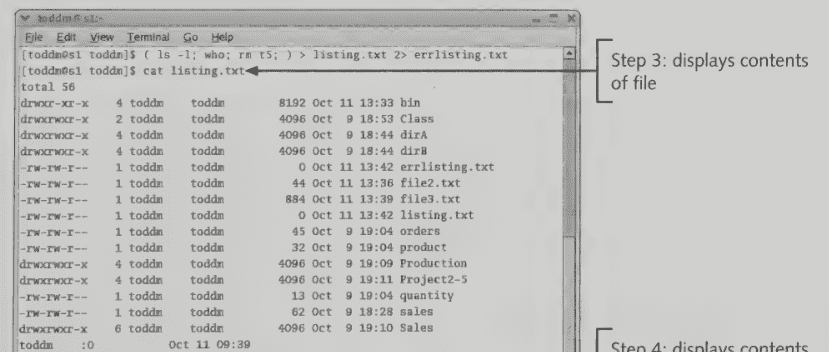 toddm@s1:~
File Edit View Terminal Go Help
[toddm@s1 toddm]$ ( ls -l; who; rm t5; ) > listing.txt 2> errlisting.txt
[toddm@s1 toddm]$ cat listing.txt
Step 3: displays contents
of file
total 56
drwxr-xr-x 4 toddm toddm 8192 Oct 11 13:33 bin
drwxrwxr-x 2 toddm toddm 4096 Oct 9 18:53 Class
drwxrwxr-x 4 toddm toddm 4096 Oct 9 18:44 dirA
drwxrwxr-x 4 toddm toddm 4096 Oct 9 18:44 dirB
-rw-rw-r-- 1 toddm toddm 0 Oct 11 13:42 errlisting.txt
-rw-rw-r-- 1 toddm toddm 44 Oct 11 13:36 file2.txt
-rw-rw-r-- 1 toddm toddm 884 Oct 11 13:39 file3.txt
-rw-rw-r-- 1 toddm toddm 0 Oct 11 13:42 listing.txt
-rw-rw-r-- 1 toddm toddm 45 Oct 9 19:04 orders
-rw-rw-r-- 1 toddm toddm 32 Oct 9 19:04 product
drwxrwxr-x 4 toddm toddm 4096 Oct 9 19:09 Production
drwxrwxr-x 4 toddm toddm 4096 Oct 9 19:11 Project2-5
-rw-rw-r-- 1 toddm toddm 13 Oct 9 19:04 quantity
-rw-rw-r-- 1 toddm toddm 62 Oct 9 18:28 sales
drwxrwxr-x 6 toddm toddm 4096 Oct 9 19:10 Sales
toddm :0 Oct 11 09:39
Step 4: displays contents